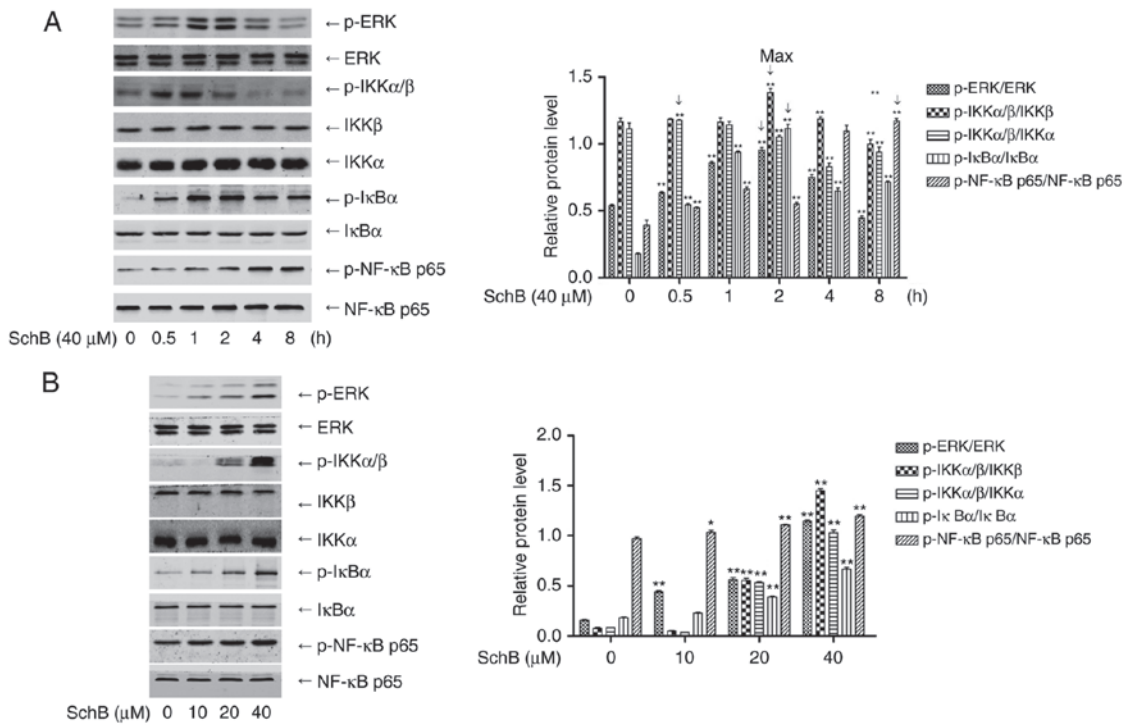 A
← p-ERK
← ERK
← p-IKKα/β
← IKKβ
← IKKα
← p-IκBα
← IκBα
← p-NF-κB p65
← NF-κB p65
SchB (40 μM) 0 0.5 1 2 4 8 (h)
Relative protein level
1.5
1.0
0.5
0.0
Max
↓ ↓ ↓ ↓ ↓
** ** ** ** ** ** ** ** ** ** ** ** ** ** ** ** ** ** ** ** **
SchB (40 μM) 0 0.5 1 2 4 8 (h)
p-ERK/ERK
p-IKKα/β/IKKβ
p-IKKα/β/IKKα
p-IκBα/IκBα
p-NF-κB p65/NF-κB p65
B
← p-ERK
← ERK
← p-IKKα/β
← IKKβ
← IKKα
← p-IκBα
← IκBα
← p-NF-κB p65
← NF-κB p65
SchB (μM) 0 10 20 40
Relative protein level
2.0
1.5
1.0
0.5
0.0
** * ** ** ** ** ** ** ** ** ** **
SchB (μM) 0 10 20 40
p-ERK/ERK
p-IKKα/β/IKKβ
p-IKKα/β/IKKα
p-Iκ Bα/Iκ Bα
p-NF-κB p65/NF-κB p65